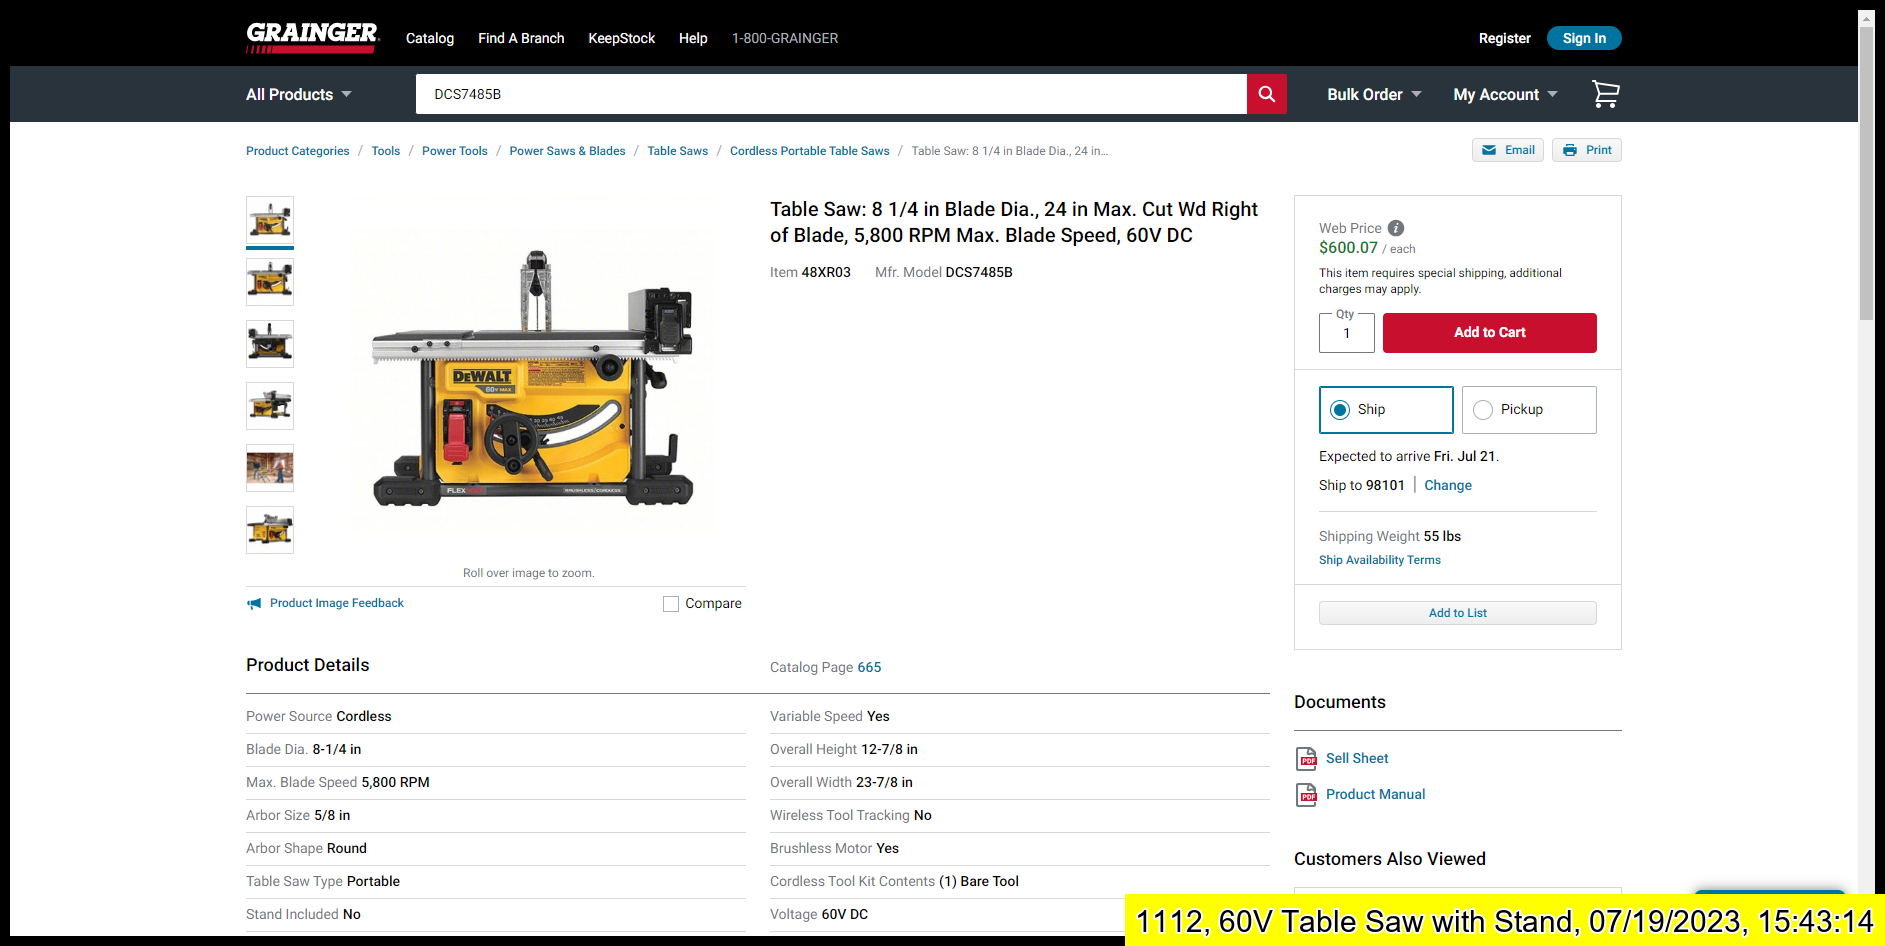 GRAINGER
Catalog
Find A Branch
KeepStock
Help
1-800-GRAINGER
Register
Sign In
All Products
DCS7485B
Bulk Order
My Account
Product Categories / Tools / Power Tools / Power Saws & Blades / Table Saws / Cordless Portable Table Saws / Table Saw: 8 1/4 in Blade Dia., 24 in...
Email
Print
Table Saw: 8 1/4 in Blade Dia., 24 in Max. Cut Wd Right
of Blade, 5,800 RPM Max. Blade Speed, 60V DC
Item 48XR03
Mfr. Model DCS7485B
DEWALT
60V MAX
FLEX
Roll over image to zoom.
Product Image Feedback
Compare
Web Price
$600.07 / each
This item requires special shipping, additional
charges may apply.
Qty
1
Add to Cart
Ship
Pickup
Expected to arrive Fri. Jul 21.
Ship to 98101 | Change
Shipping Weight 55 lbs
Ship Availability Terms
Add to List
Product Details
Catalog Page 665
Power Source Cordless
Variable Speed Yes
Blade Dia. 8-1/4 in
Overall Height 12-7/8 in
Max. Blade Speed 5,800 RPM
Overall Width 23-7/8 in
Arbor Size 5/8 in
Wireless Tool Tracking No
Arbor Shape Round
Brushless Motor Yes
Table Saw Type Portable
Cordless Tool Kit Contents (1) Bare Tool
Stand Included No
Voltage 60V DC
Documents
PDF Sell Sheet
PDF Product Manual
Customers Also Viewed
1112, 60V Table Saw with Stand, 07/19/2023, 15:43:14